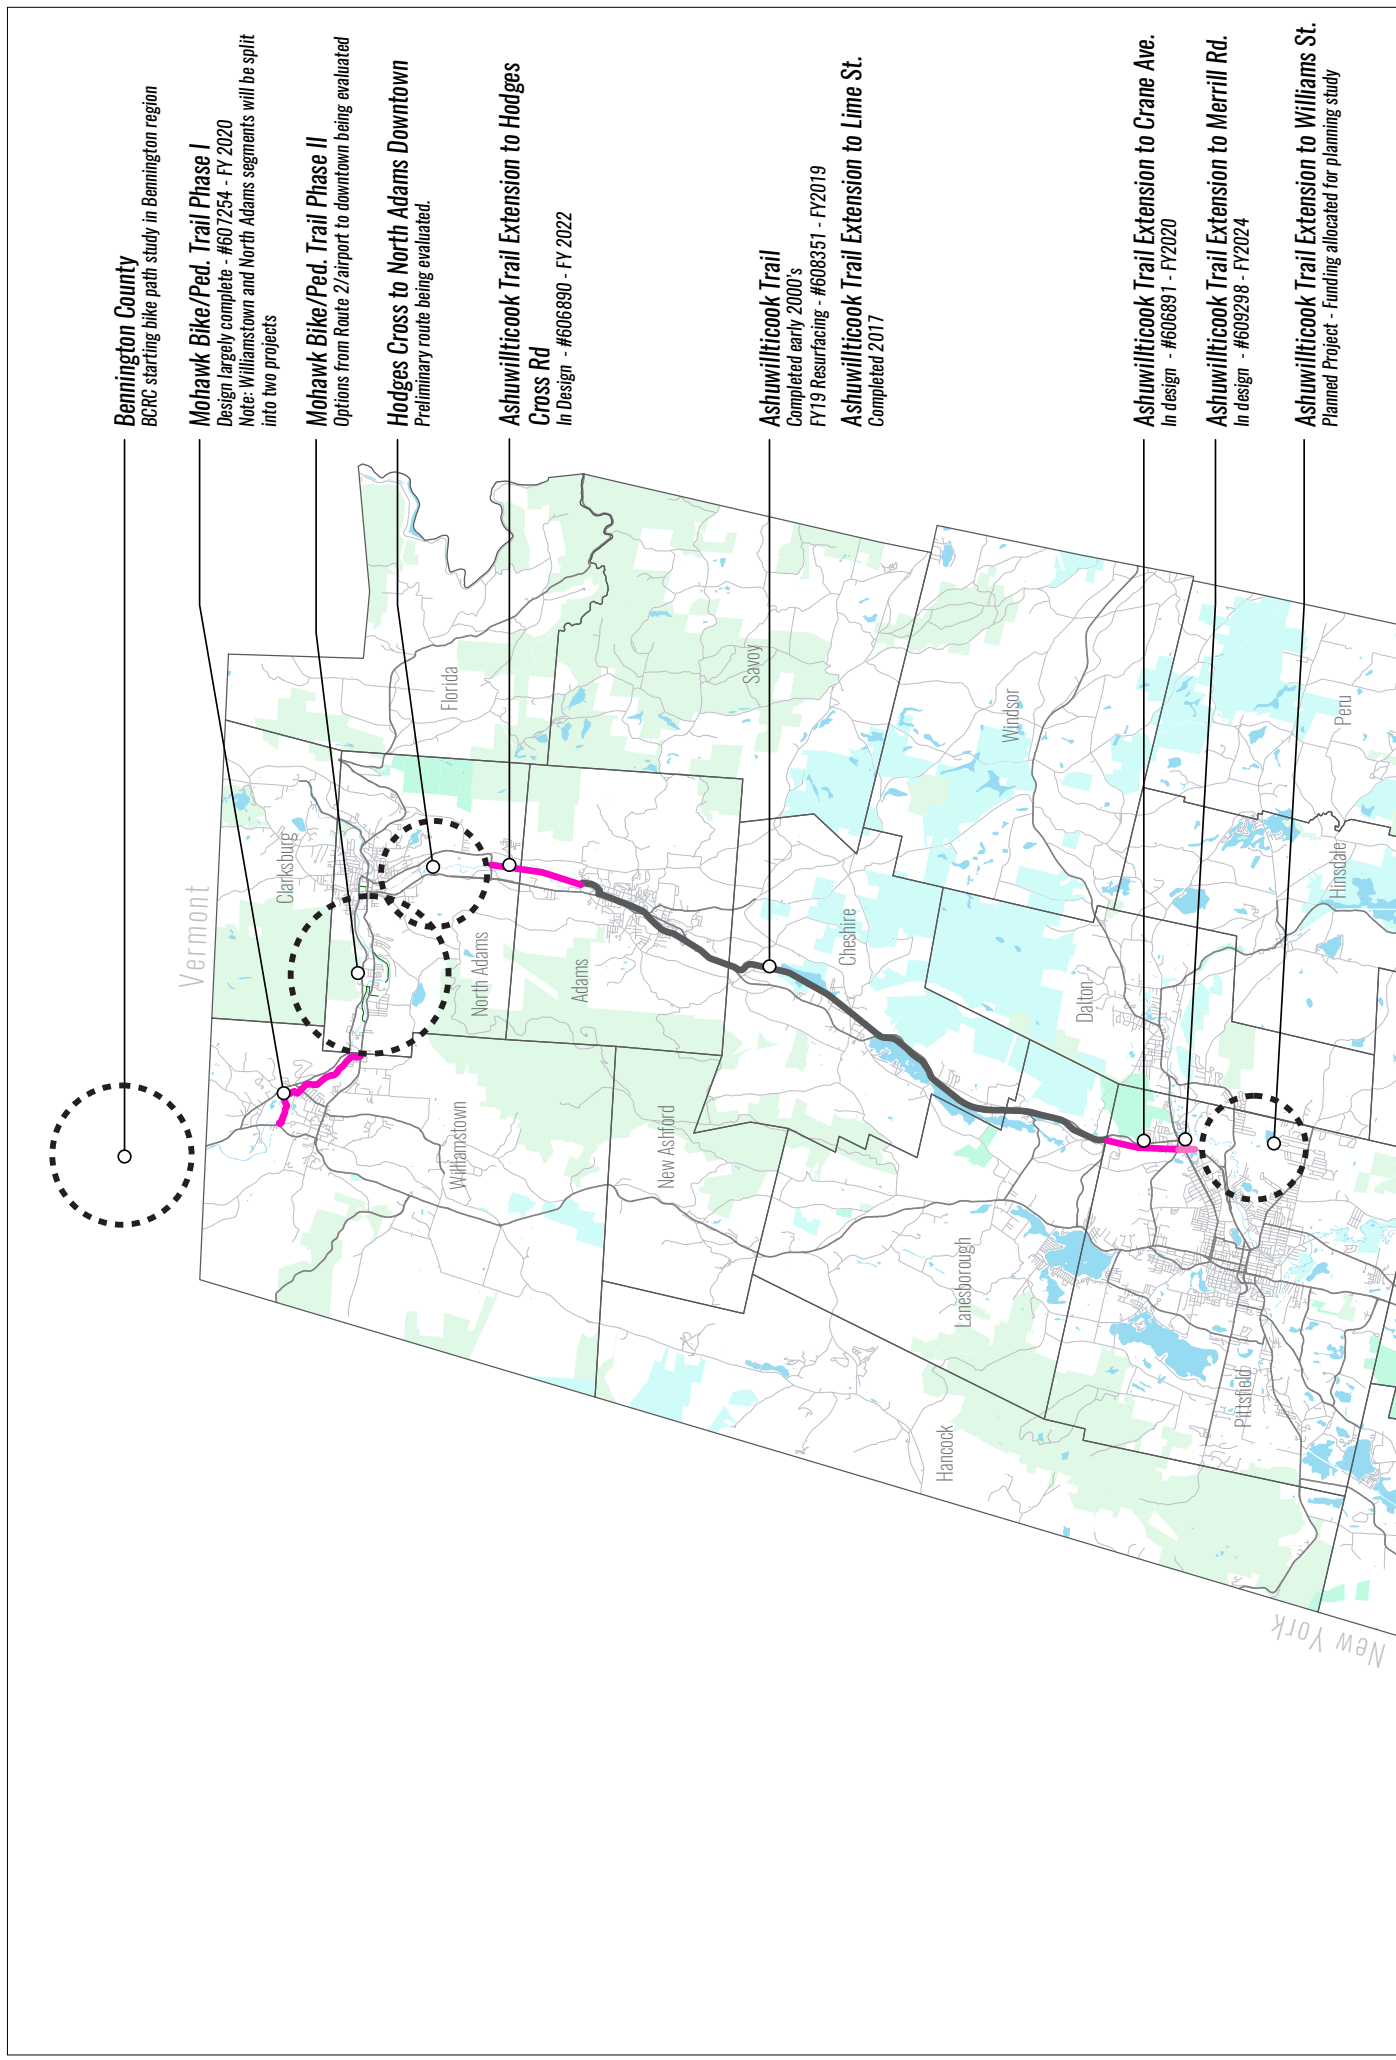 Bennington County
BCRC starting bike path study in Bennington region
Mohawk Bike/Ped. Trail Phase I
Design largely complete - #607254 - FY 2020
Note: Williamstown and North Adams segments will be split
into two projects
Mohawk Bike/Ped. Trail Phase II
Options from Route 2/airport to downtown being evaluated
Hodges Cross to North Adams Downtown
Preliminary route being evaluated.
Ashuwillticook Trail Extension to Hodges
Cross Rd
In Design - #606890 - FY 2022
Ashuwillticook Trail
Completed early 2000's
FY19 Resurfacing - #608351 - FY2019
Ashuwillticook Trail Extension to Lime St.
Completed 2017
Ashuwillticook Trail Extension to Crane Ave.
In design - #606891 - FY2020
Ashuwillticook Trail Extension to Merrill Rd.
In design - #609298 - FY2024
Ashuwillticook Trail Extension to Williams St.
Planned Project - Funding allocated for planning study
Vermont
Clarksburg
Florida
North Adams
Williamstown
Adams
Savoy
New Ashford
Cheshire
Windsor
Lanesborough
Hancock
Dalton
Peru
Hinsdale
Pittsfield
New York